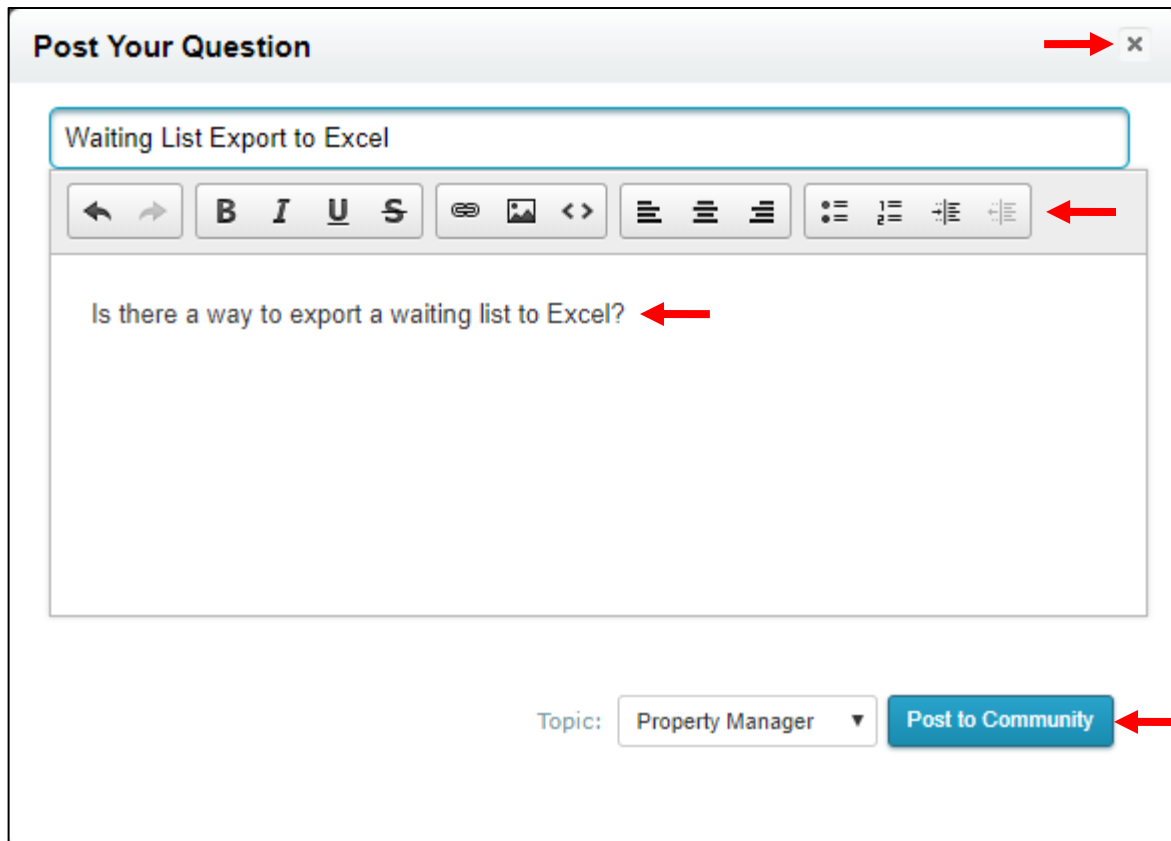 Post Your Question
Waiting List Export to Excel
B I U S
Is there a way to export a waiting list to Excel?
Topic: Property Manager Post to Community